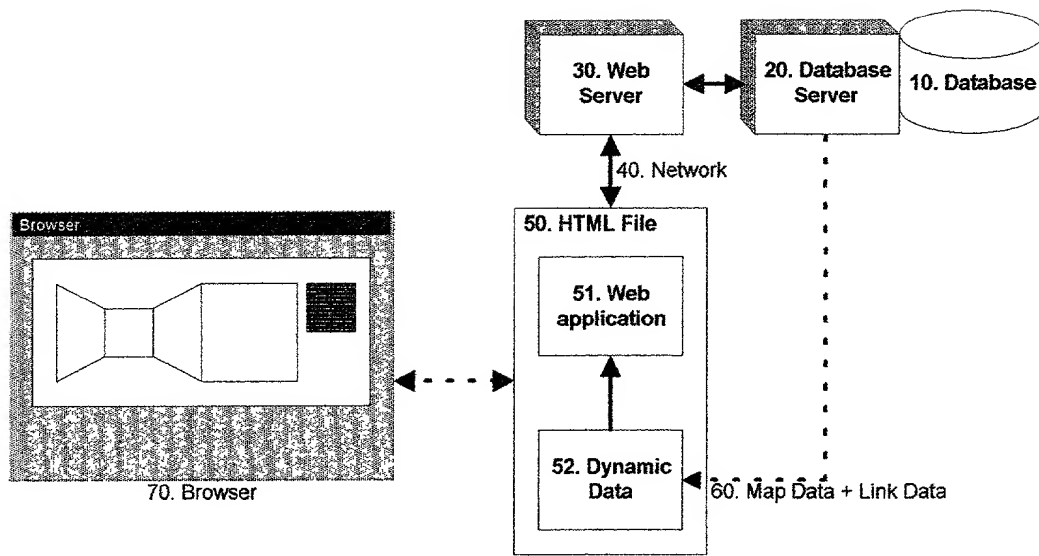 30. Web
Server
20. Database
Server
10. Database
40. Network
Browser
50. HTML File
51. Web
application
52. Dynamic
Data
60. Map Data + Link Data
70. Browser